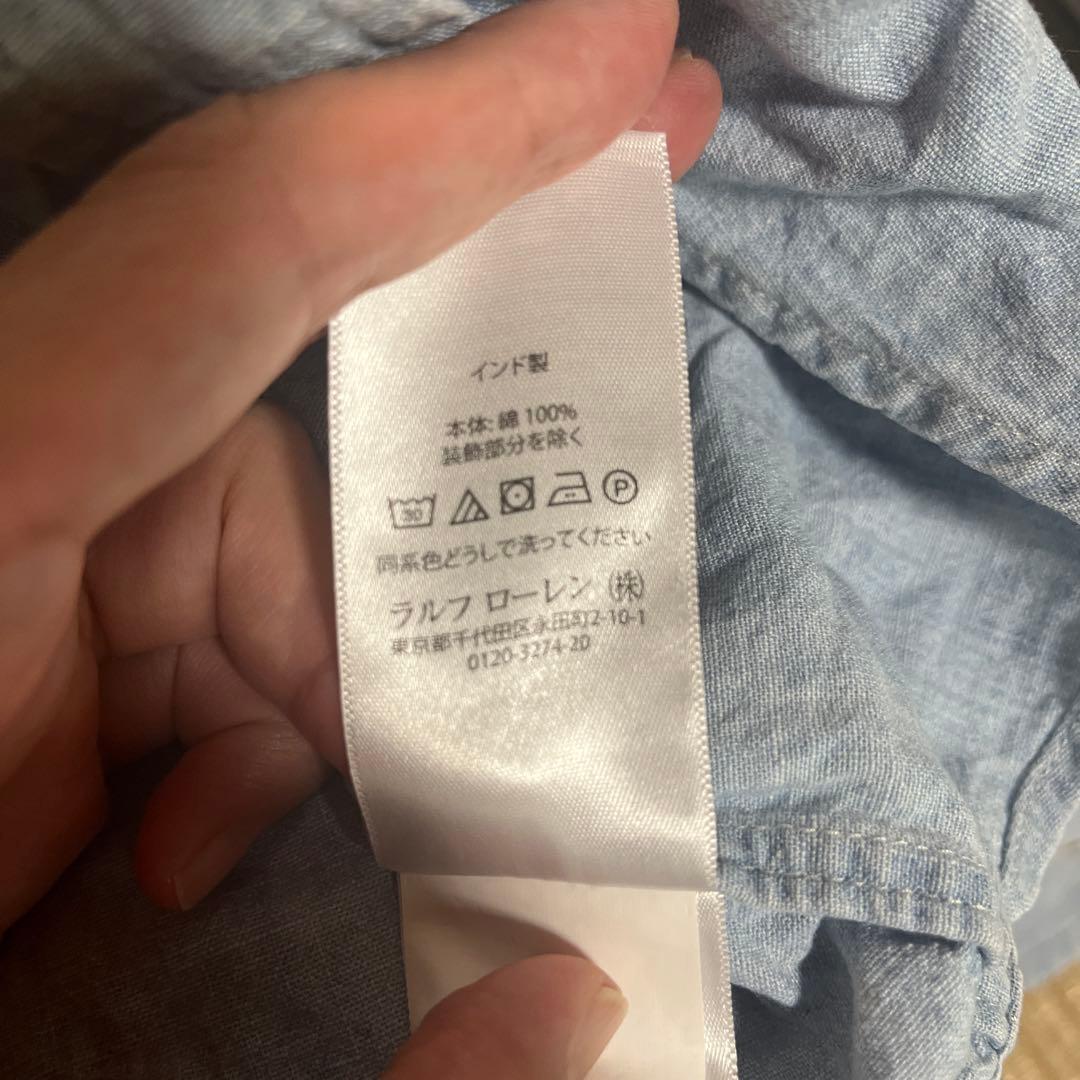 インド製
本体: 綿 100%
装飾部分を除く
30 P
同系色どうしで洗ってください
ラルフ ローレン (株)
東京都千代田区永田町2-10-1
0120-3274-20